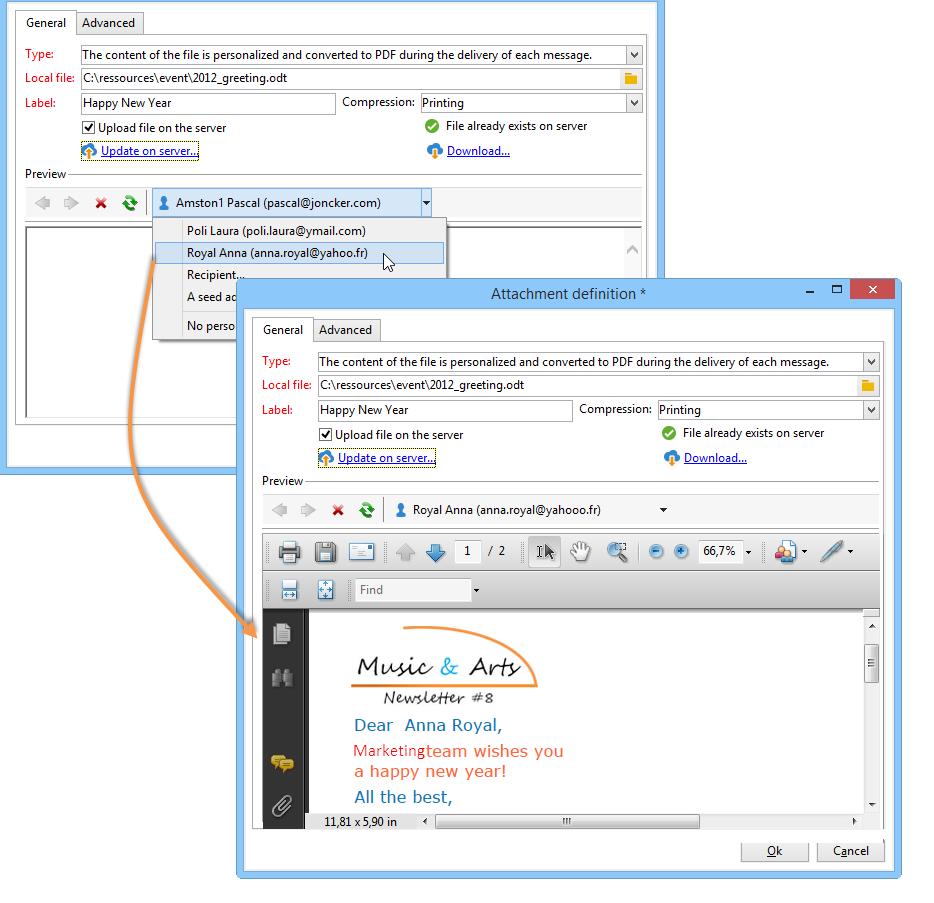 General Advanced
Type: The content of the file is personalized and converted to PDF during the delivery of each message.
Local file: C:\ressources\event\2012_greeting.odt
Label: Happy New Year Compression: Printing
Upload file on the server File already exists on server
Update on server... Download...
Preview
Amston1 Pascal (pascal@joncker.com)
Poli Laura (poli.laura@ymail.com)
Royal Anna (anna.royal@yahoo.fr)
Recipient...
A seed ad
No perso
Attachment definition *
General Advanced
Type: The content of the file is personalized and converted to PDF during the delivery of each message.
Local file: C:\ressources\event\2012_greeting.odt
Label: Happy New Year Compression: Printing
Upload file on the server File already exists on server
Update on server... Download...
Preview
Royal Anna (anna.royal@yahooo.fr)
1 / 2 66,7%
Find
Music & Arts
Newsletter #8
Dear Anna Royal,
Marketingteam wishes you
a happy new year!
All the best,
11,81 x 5,90 in
Ok Cancel